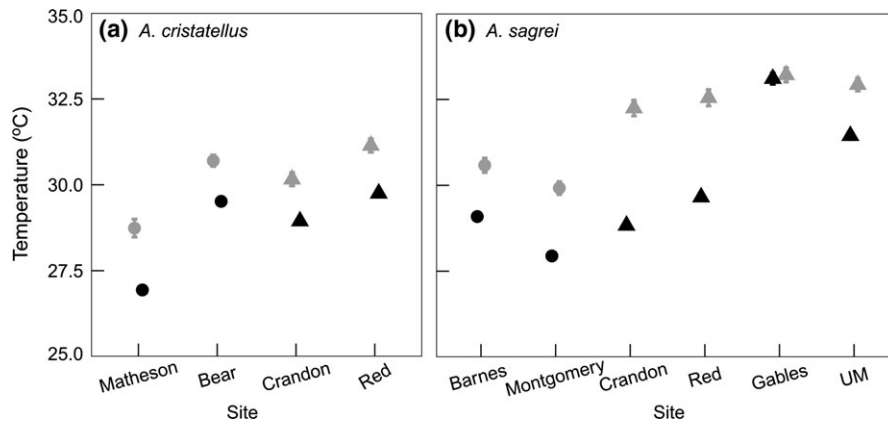 (a) A. cristatellus
(b) A. sagrei
Temperature (ºC)
35.0
32.5
30.0
27.5
25.0
Matheson
Bear
Crandon
Red
Site
Barnes
Montgomery
Crandon
Red
Gables
UM
Site